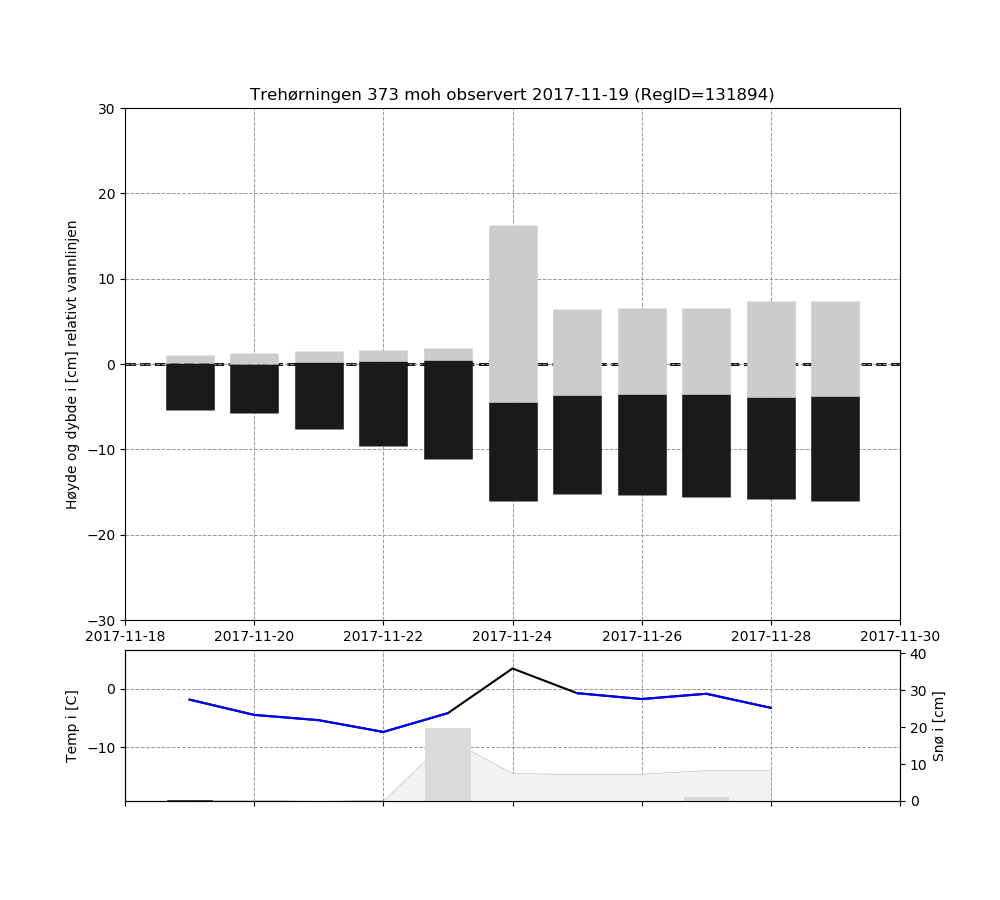 Trehørningen 373 moh observert 2017-11-19 (RegID=131894)
Høyde og dybde i [cm] relativt vannlinjen
30
20
10
0
−10
−20
−30
2017-11-18 2017-11-20 2017-11-22 2017-11-24 2017-11-26 2017-11-28 2017-11-30
Temp i [C]
0
−10
40
30
20
10
0
Snø i [cm]